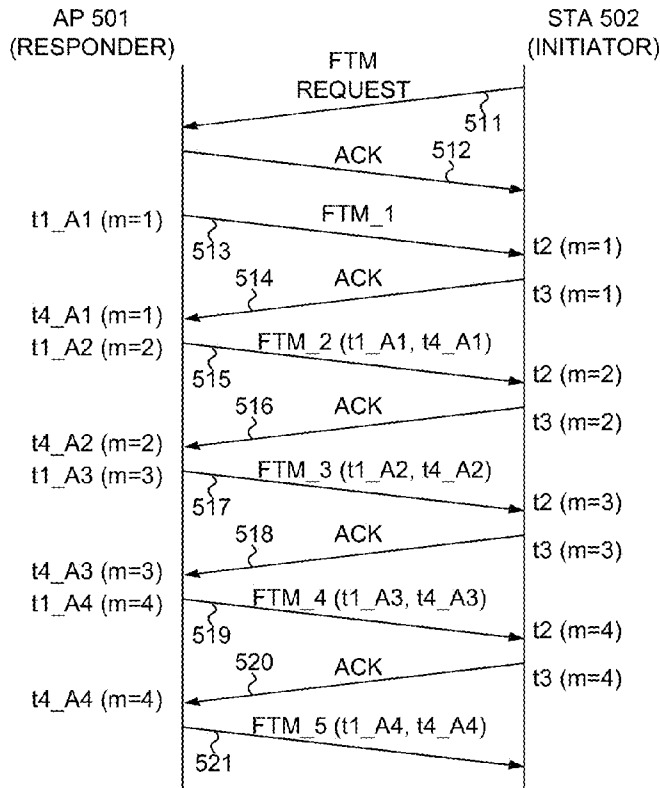 AP 501
(RESPONDER)
STA 502
(INITIATOR)
FTM
REQUEST
511
ACK
512
t1_A1 (m=1)
FTM_1
513
t2 (m=1)
514
ACK
t3 (m=1)
t4_A1 (m=1)
t1_A2 (m=2)
FTM_2 (t1_A1, t4_A1)
515
t2 (m=2)
516
ACK
t3 (m=2)
t4_A2 (m=2)
t1_A3 (m=3)
FTM_3 (t1_A2, t4_A2)
517
t2 (m=3)
518
ACK
t3 (m=3)
t4_A3 (m=3)
t1_A4 (m=4)
FTM_4 (t1_A3, t4_A3)
519
t2 (m=4)
520
ACK
t3 (m=4)
t4_A4 (m=4)
FTM_5 (t1_A4, t4_A4)
521